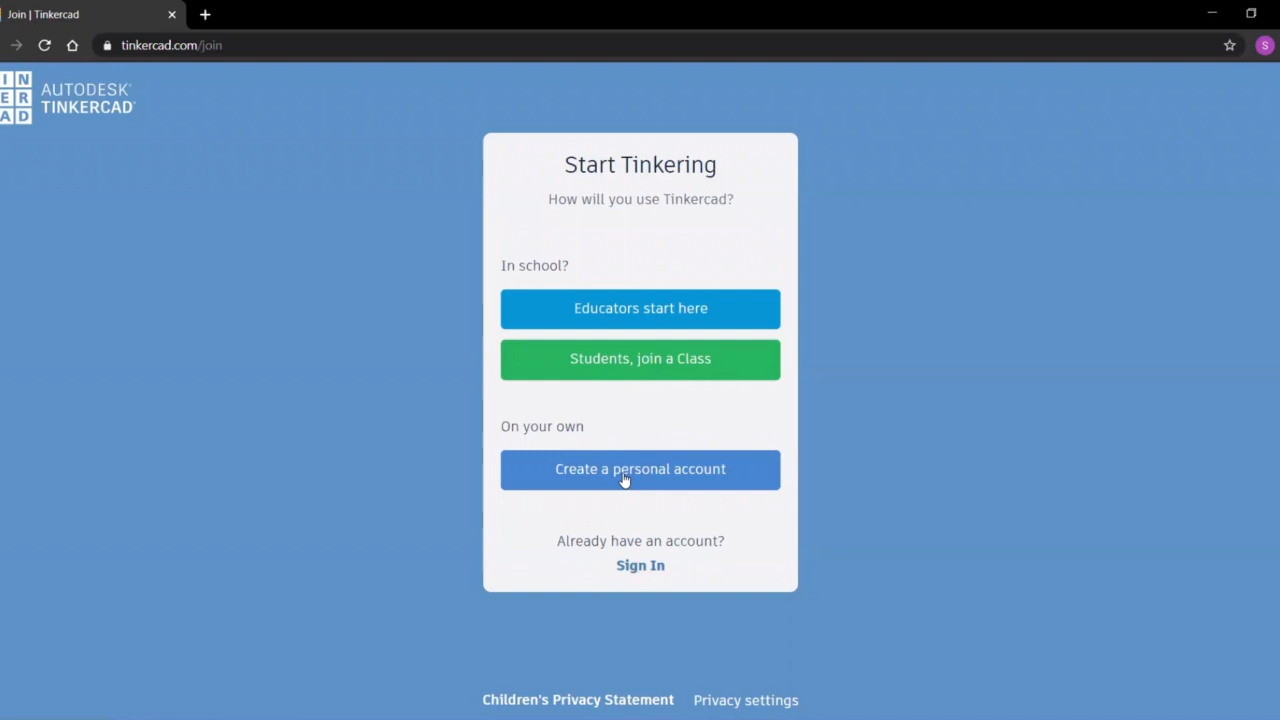 Join | Tinkercad
tinkercad.com/join
S
I N
E R
A D
AUTODESK®
TINKERCAD®
Start Tinkering
How will you use Tinkercad?
In school?
Educators start here
Students, join a Class
On your own
Create a personal account
Already have an account?
Sign In
Children's Privacy Statement
Privacy settings